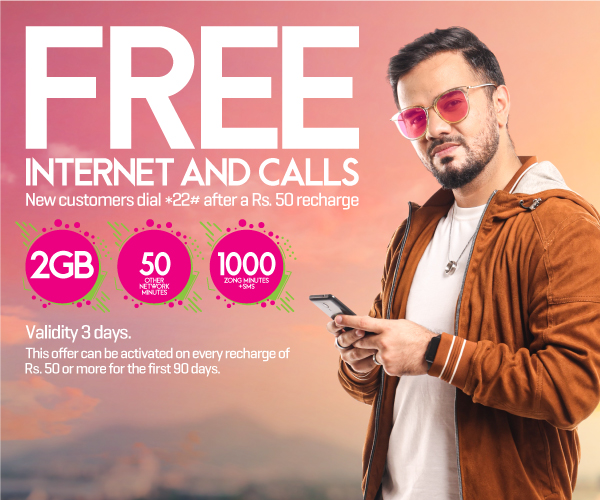 FREE
INTERNET AND CALLS
New customers dial *22# after a Rs. 50 recharge
2GB
50
OTHER
NETWORK
MINUTES
1000
ZONG MINUTES
+SMS
Validity 3 days.
This offer can be activated on every recharge of
Rs. 50 or more for the first 90 days.